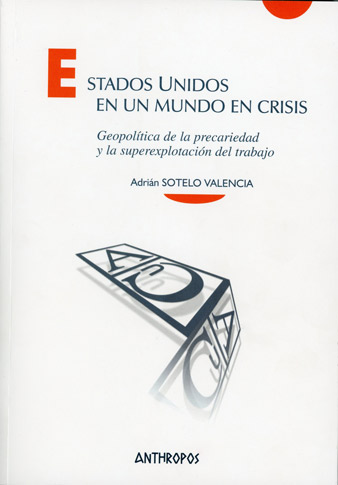 ESTADOS UNIDOS
EN UN MUNDO EN CRISIS
Geopolítica de la precariedad
y la superexplotación del trabajo
Adrián SOTELO VALENCIA
ANTHROPOS